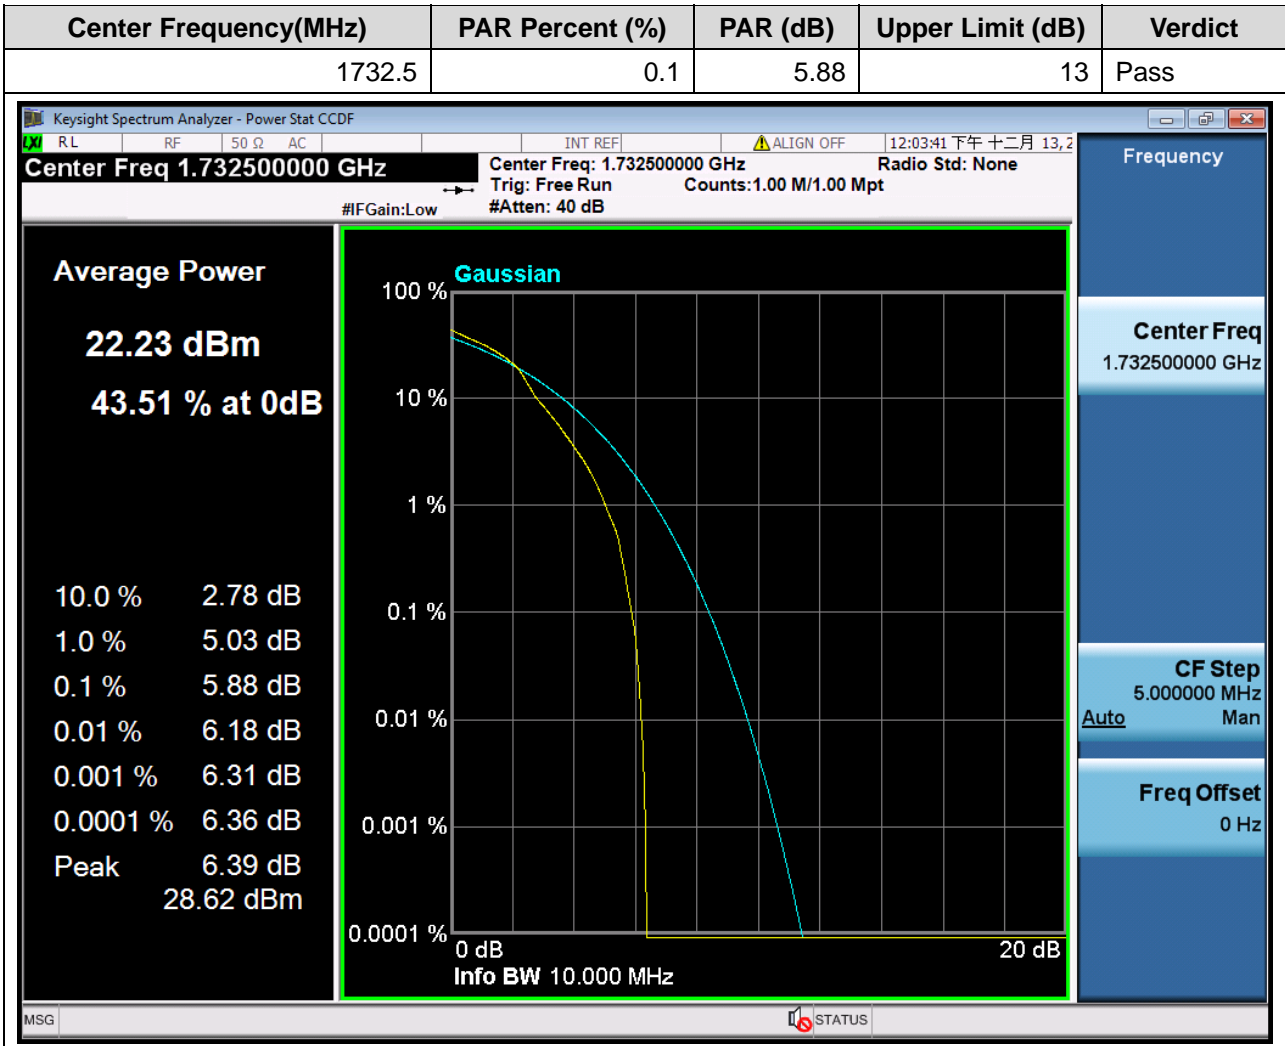 Center Frequency(MHz) PAR Percent (%) PAR (dB) Upper Limit (dB) Verdict
1732.5 0.1 5.88 13 Pass
Keysight Spectrum Analyzer - Power Stat CCDF
LXI RL RF 50 Ω AC INT REF ALIGN OFF 12:03:41 下午 十二月 13, 2
Center Freq 1.732500000 GHz
Center Freq: 1.732500000 GHz Radio Std: None
Trig: Free Run Counts:1.00 M/1.00 Mpt
#IFGain:Low #Atten: 40 dB
Average Power
22.23 dBm
43.51 % at 0dB
10.0 % 2.78 dB
1.0 % 5.03 dB
0.1 % 5.88 dB
0.01 % 6.18 dB
0.001 % 6.31 dB
0.0001 % 6.36 dB
Peak 6.39 dB
28.62 dBm
Gaussian
100 %
10 %
1 %
0.1 %
0.01 %
0.001 %
0.0001 %
0 dB 20 dB
Info BW 10.000 MHz
Frequency
Center Freq
1.732500000 GHz
CF Step
5.000000 MHz
Auto Man
Freq Offset
0 Hz
MSG STATUS